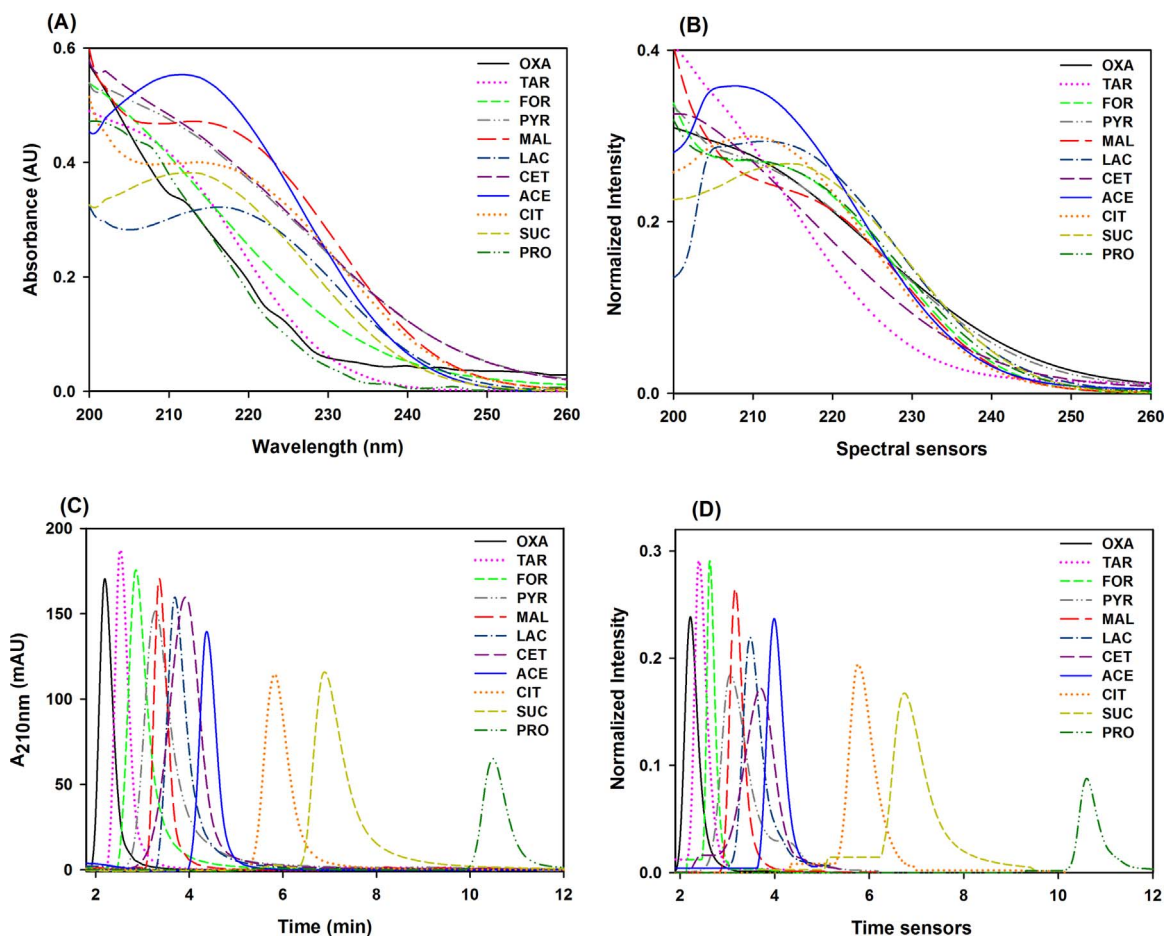 (A)
Absorbance (AU)
0.6
0.4
0.2
0.0
200 210 220 230 240 250 260
Wavelength (nm)
OXA
TAR
FOR
PYR
MAL
LAC
CET
ACE
CIT
SUC
PRO
(B)
Normalized Intensity
0.4
0.2
0.0
200 210 220 230 240 250 260
Spectral sensors
OXA
TAR
FOR
PYR
MAL
LAC
CET
ACE
CIT
SUC
PRO
(C)
A210nm (mAU)
200
150
100
50
0
2 4 6 8 10 12
Time (min)
OXA
TAR
FOR
PYR
MAL
LAC
CET
ACE
CIT
SUC
PRO
(D)
Normalized Intensity
0.3
0.2
0.1
0.0
2 4 6 8 10 12
Time sensors
OXA
TAR
FOR
PYR
MAL
LAC
CET
ACE
CIT
SUC
PRO